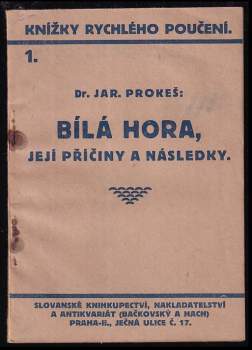 KNÍŽKY RYCHLÉHO POUČENÍ.
1.
Dr. JAR. PROKEŠ:
BÍLÁ HORA,
JEJÍ PŘÍČINY A NÁSLEDKY.
SLOVANSKÉ KNIHKUPECTVÍ, NAKLADATELSTVÍ
A ANTIKVARIÁT (BAČKOVSKÝ A HACH)
PRAHA-II., JEČNÁ ULICE Č. 17.